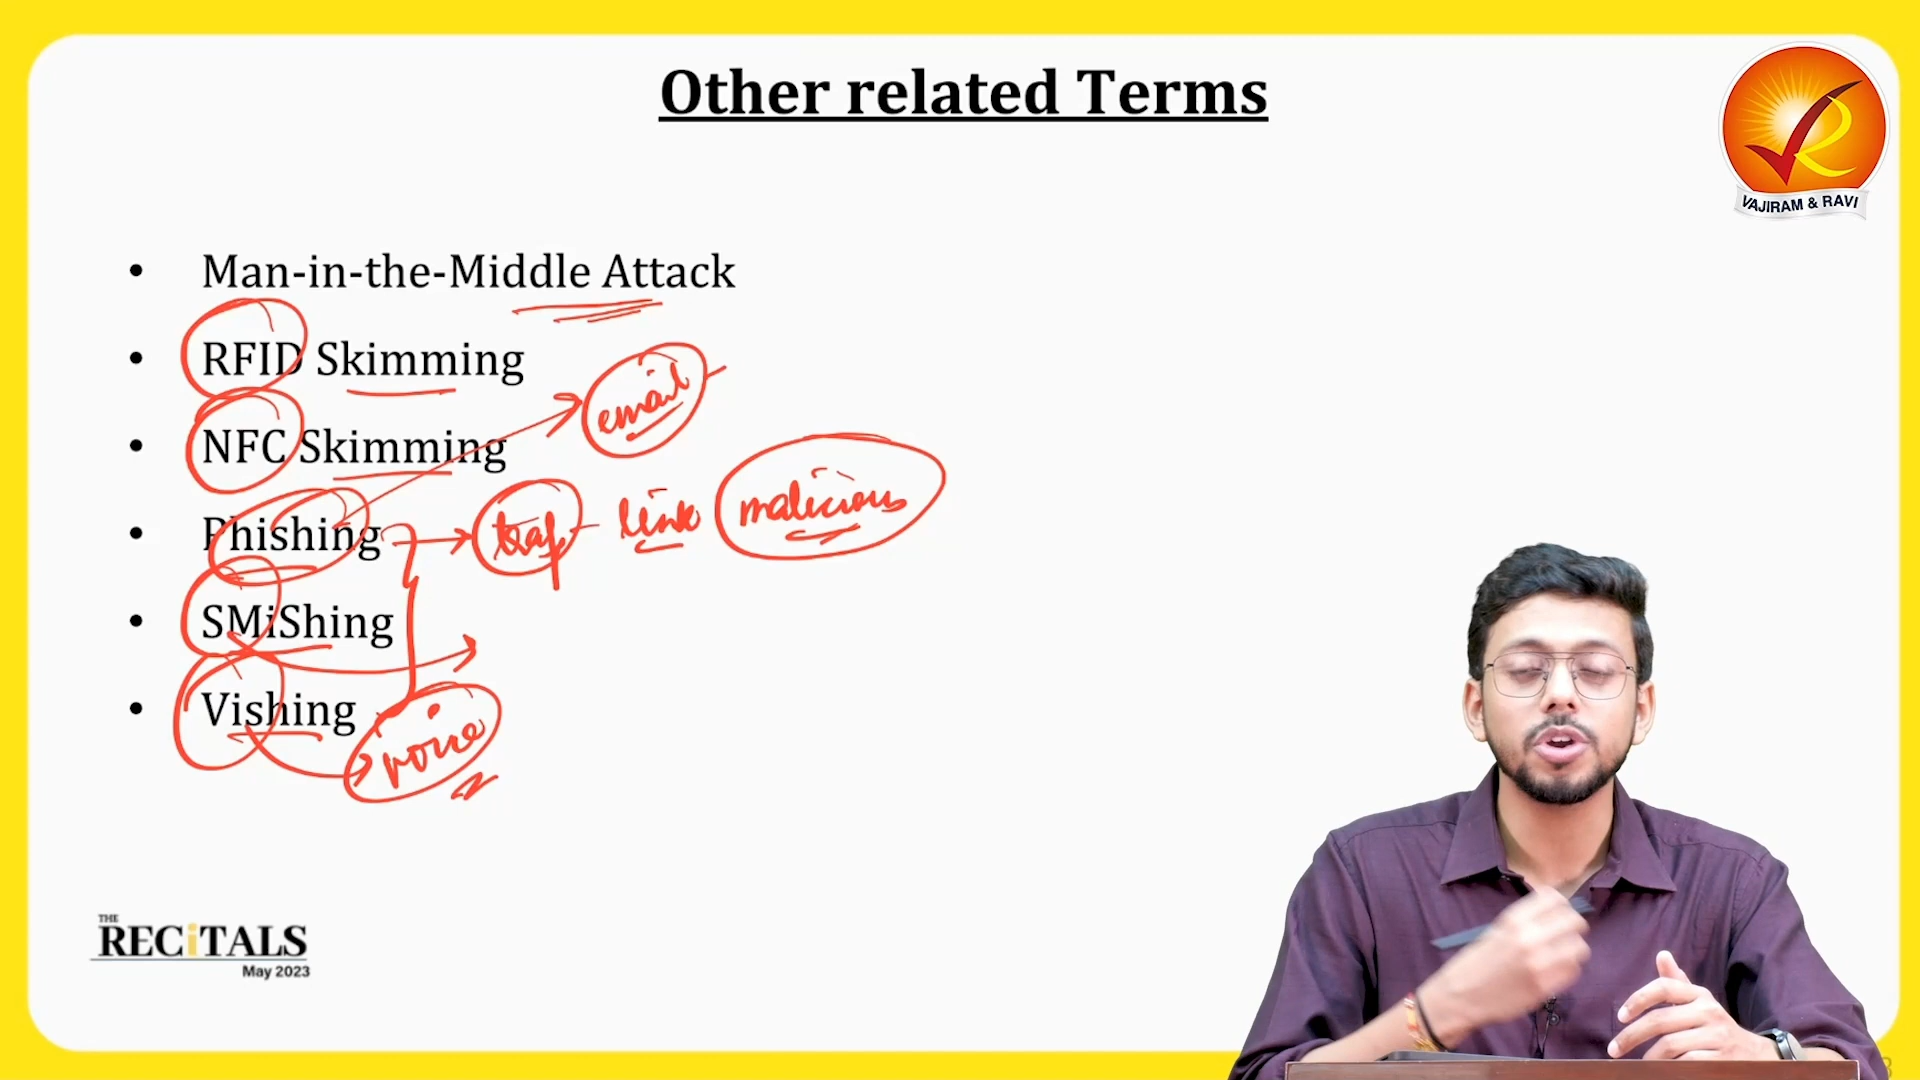 Other related Terms
VAJIRAM & RAVI
• Man-in-the-Middle Attack
• RFID Skimming
email
• NFC Skimming
• Phishing
trap - link malicious
• SMiShing
• Vishing
voice
THE
RECiTALS
May 2023